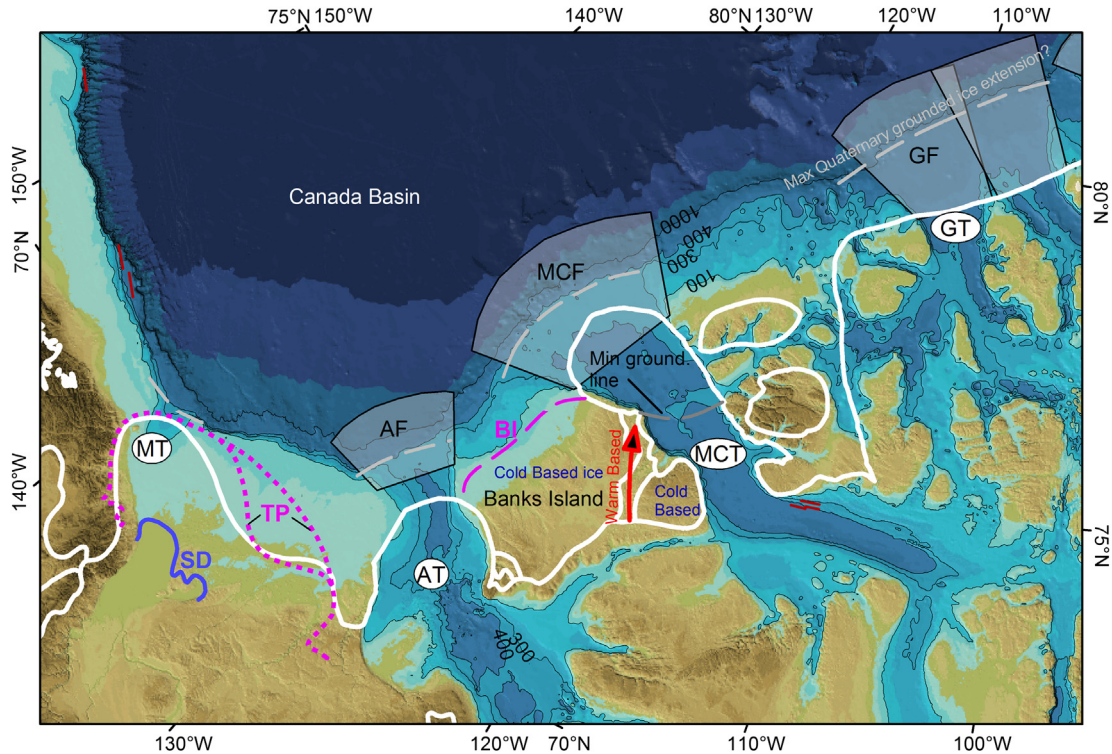 75°N 150°W
140°W
80°N 130°W
120°W
110°W
150°W
70°N
140°W
80°N
75°N
Max Quaternary grounded ice extension?
GF
GT
Canada Basin
1000
400
300
100
MCF
Min ground.
line
AF
BI
MT
MCT
Cold Based ice
Banks Island
Warm Based
Cold
Based
TP
SD
AT
300
400
130°W
120°W
70°N
110°W
100°W